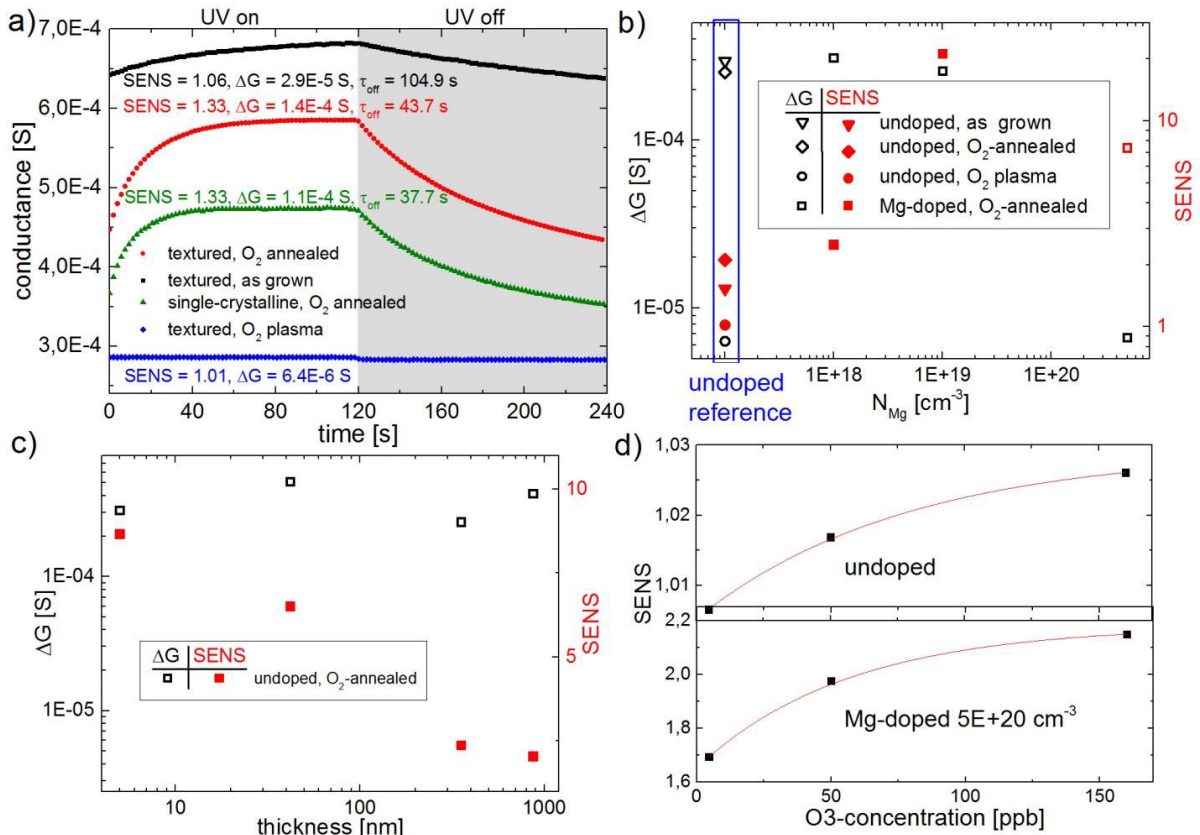 a)
UV on
UV off
7,0E-4
6,0E-4
5,0E-4
4,0E-4
3,0E-4
conductance [S]
SENS = 1.06, ΔG = 2.9E-5 S, τoff = 104.9 s
SENS = 1.33, ΔG = 1.4E-4 S, τoff = 43.7 s
SENS = 1.33, ΔG = 1.1E-4 S, τoff = 37.7 s
textured, O2 annealed
textured, as grown
single-crystalline, O2 annealed
textured, O2 plasma
SENS = 1.01, ΔG = 6.4E-6 S
0 40 80 120 160 200 240
time [s]
b)
ΔG [S]
1E-04
1E-05
ΔG SENS
undoped, as grown
undoped, O2-annealed
undoped, O2 plasma
Mg-doped, O2-annealed
10
1
SENS
undoped
reference
1E+18 1E+19 1E+20
NMg [cm-3]
c)
ΔG [S]
1E-04
1E-05
ΔG SENS
undoped, O2-annealed
10
5
SENS
10 100 1000
thickness [nm]
d)
SENS
1,03
1,02
1,01
2,2
undoped
2,2
2,0
1,8
1,6
Mg-doped 5E+20 cm-3
0 50 100 150
O3-concentration [ppb]